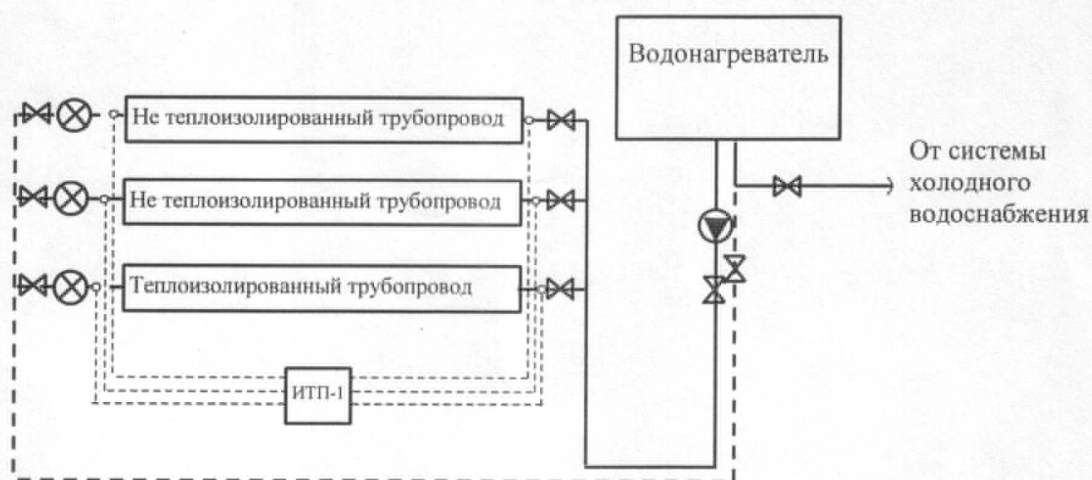 Водонагреватель
Не теплоизолированный трубопровод
Не теплоизолированный трубопровод
Теплоизолированный трубопровод
ИТП-1
От системы
холодного
водоснабжения